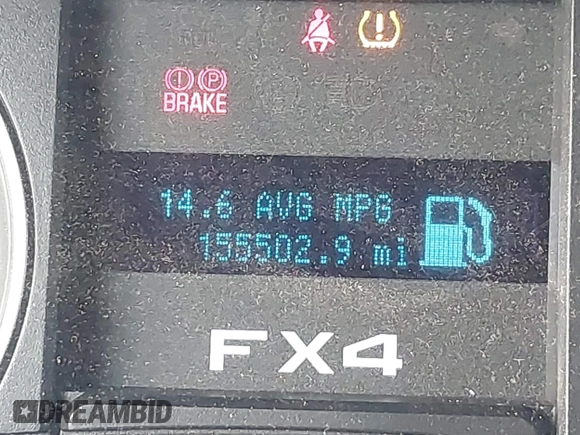 BRAKE
14.6 AVG MPG
155502.9 mi
FX4
DREAMBID